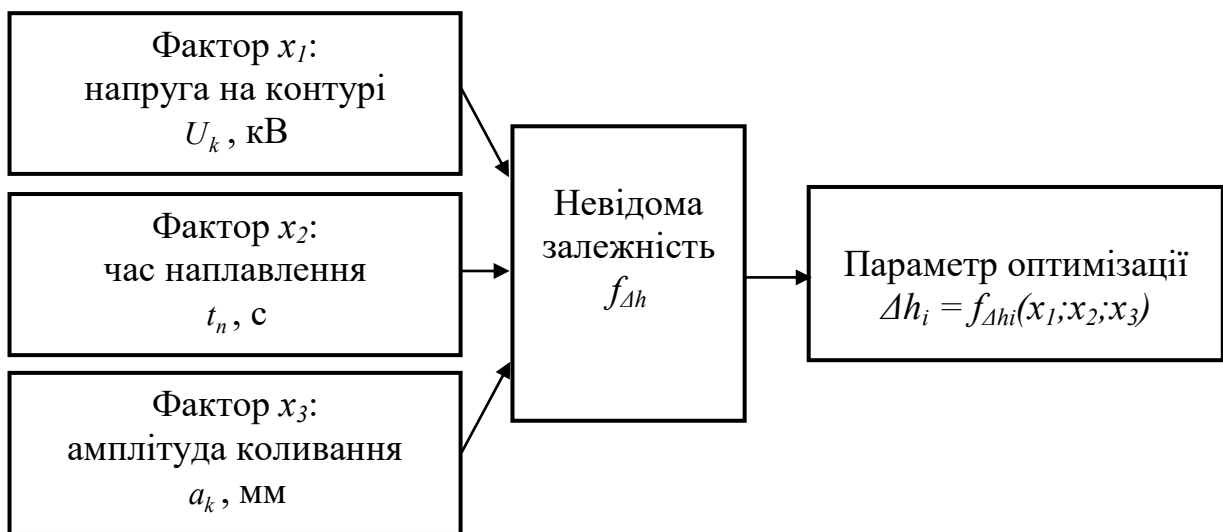 Фактор x1:
напруга на контурі
Uk , кВ
Фактор x2:
час наплавлення
tn , с
Фактор x3:
амплітуда коливання
ak , мм
Невідома
залежність
fΔh
Параметр оптимізації
Δhi = fΔhi(x1;x2;x3)